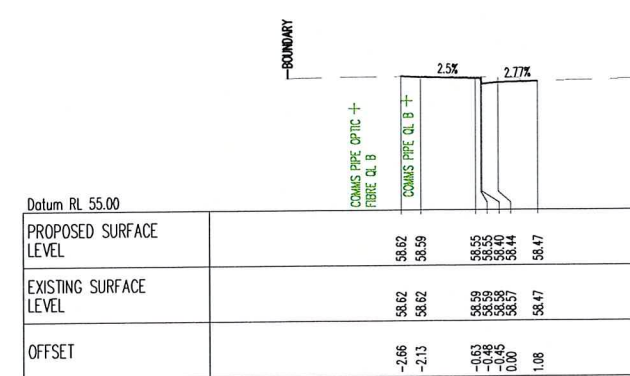 BOUNDARY
2.5%
2.77%
COMMS PIPE OPTIC
FIBRE QL B
COMMS PIPE QL B
Datum RL 55.00
PROPOSED SURFACE
LEVEL
58.62
58.59
58.55
58.55
58.40
58.44
58.47
EXISTING SURFACE
LEVEL
58.62
58.62
58.59
58.59
58.58
58.57
58.47
OFFSET
-2.66
-2.13
-0.63
-0.48
-0.45
0.00
1.08